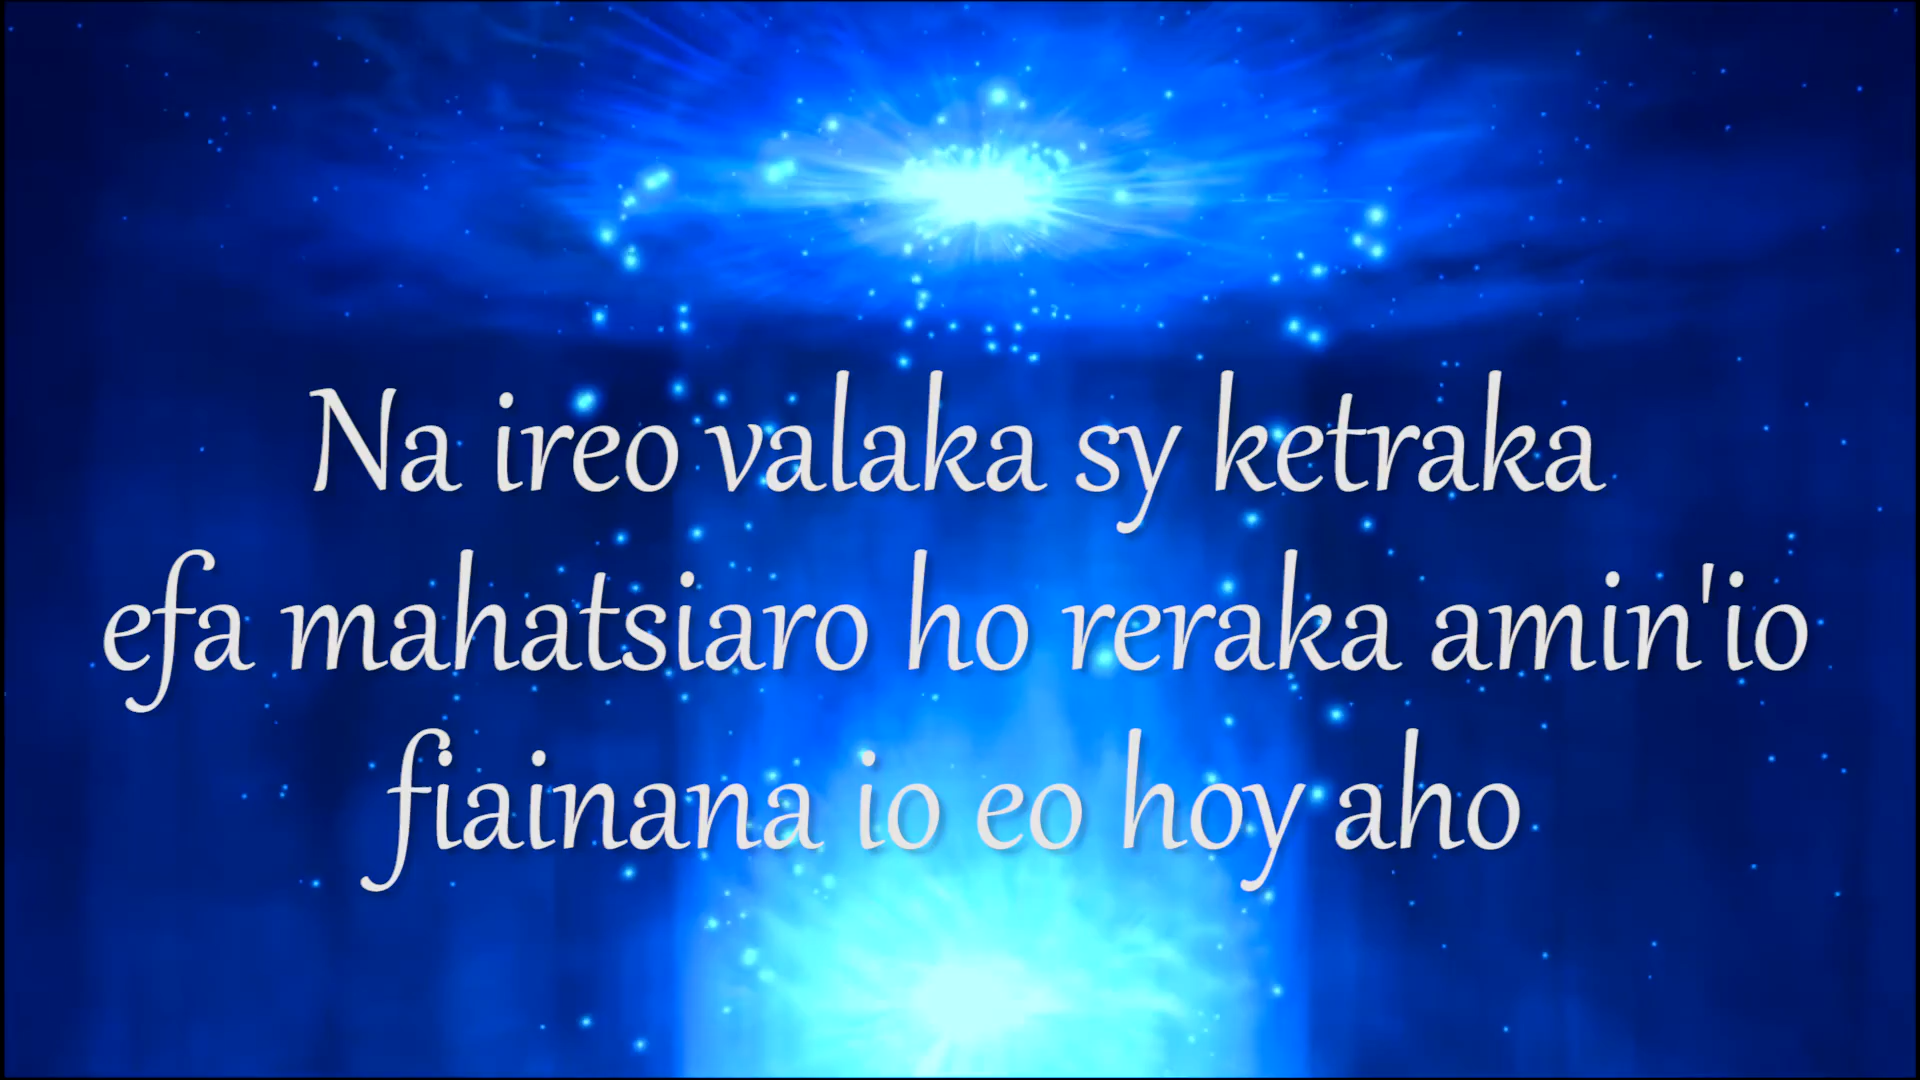 Na ireo valaka sy ketraka
efa mahatsiaro ho reraka amin'io
fiainana io eo hoy aho